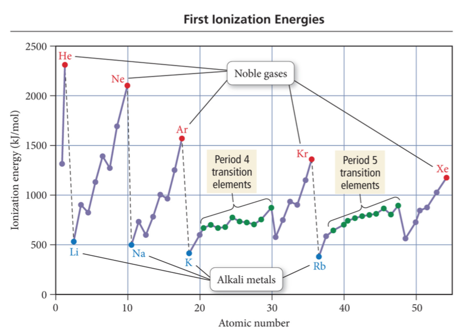 First Ionization Energies
2500
2000
1500
1000
500
0
Ionization energy (kJ/mol)
He
Ne
Noble gases
Ar
Kr
Xe
Period 4
transition
elements
Period 5
transition
elements
Li
Na
K
Rb
Alkali metals
0
10
20
30
40
50
Atomic number